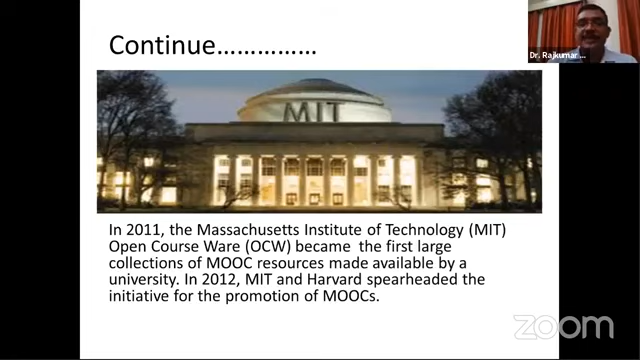 Continue……………
Dr. Rajkumar ...
MIT
In 2011, the Massachusetts Institute of Technology (MIT)
Open Course Ware (OCW) became the first large
collections of MOOC resources made available by a
university. In 2012, MIT and Harvard spearheaded the
initiative for the promotion of MOOCs.
zoom